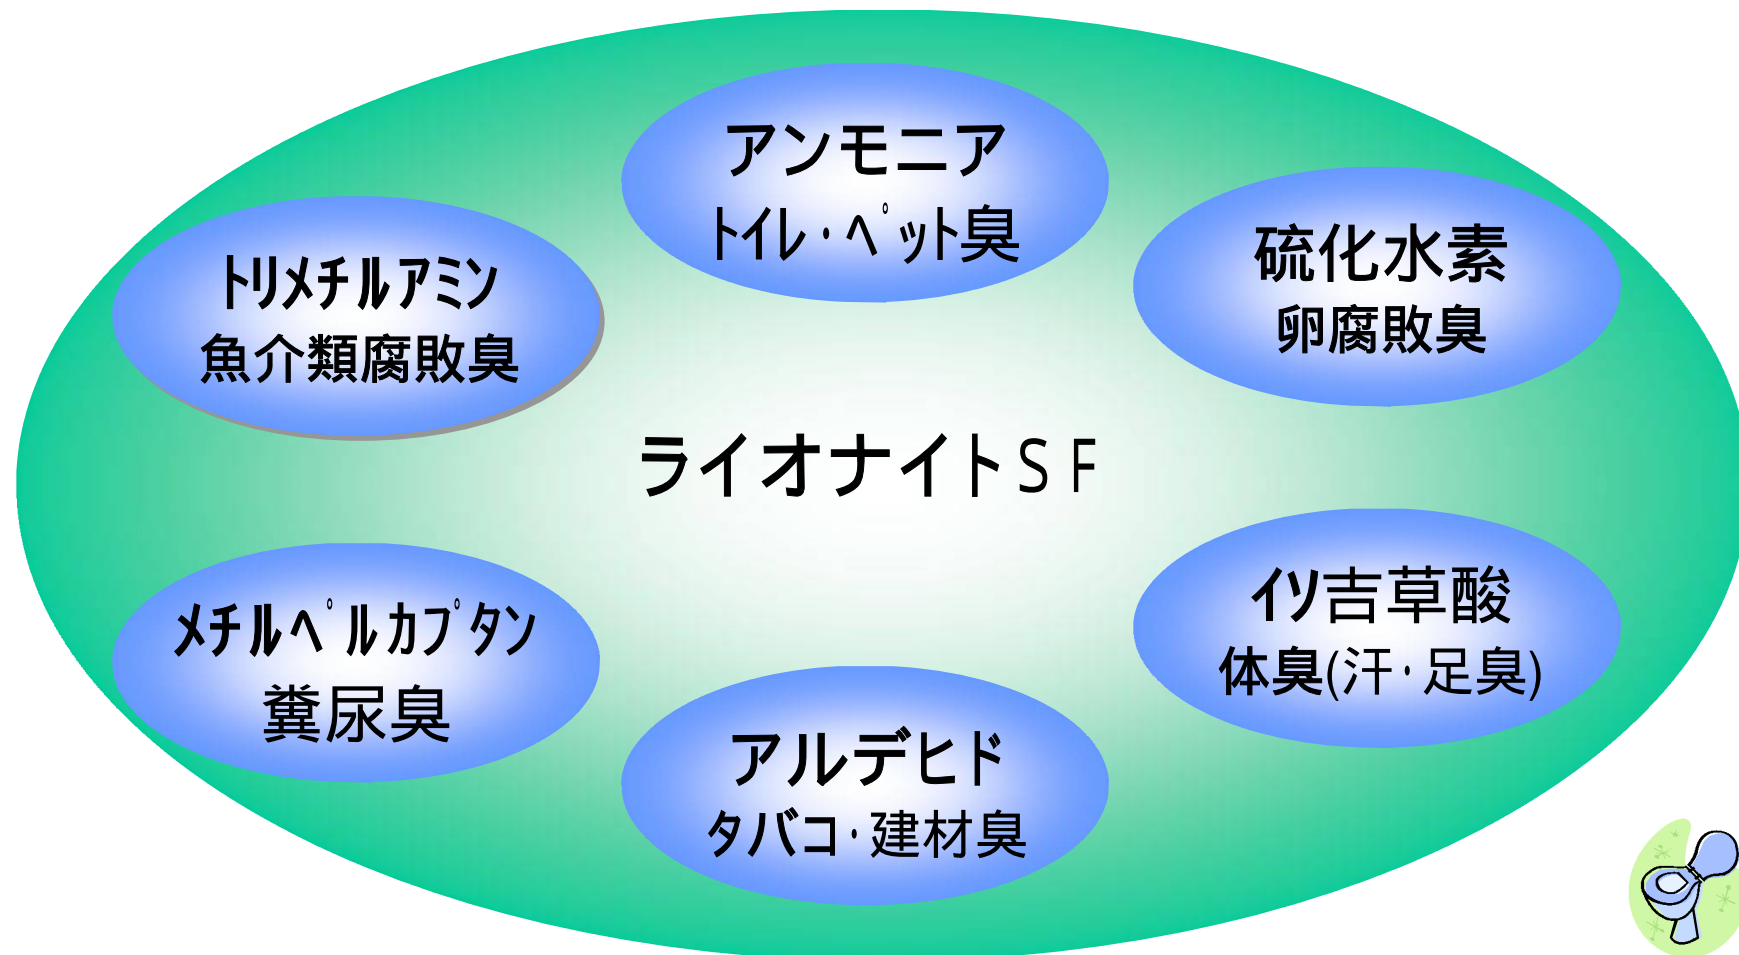 アンモニア
ﾄｲﾚ・ﾍﾟｯﾄ臭
硫化水素
卵腐敗臭
ﾄﾘﾒﾁﾙｱﾐﾝ
魚介類腐敗臭
ライオナイトＳＦ
ｲｿ吉草酸
体臭(汗・足臭)
ﾒﾁﾙﾍﾟﾙｶﾌﾟﾀﾝ
糞尿臭
アルデヒド
タバコ・建材臭